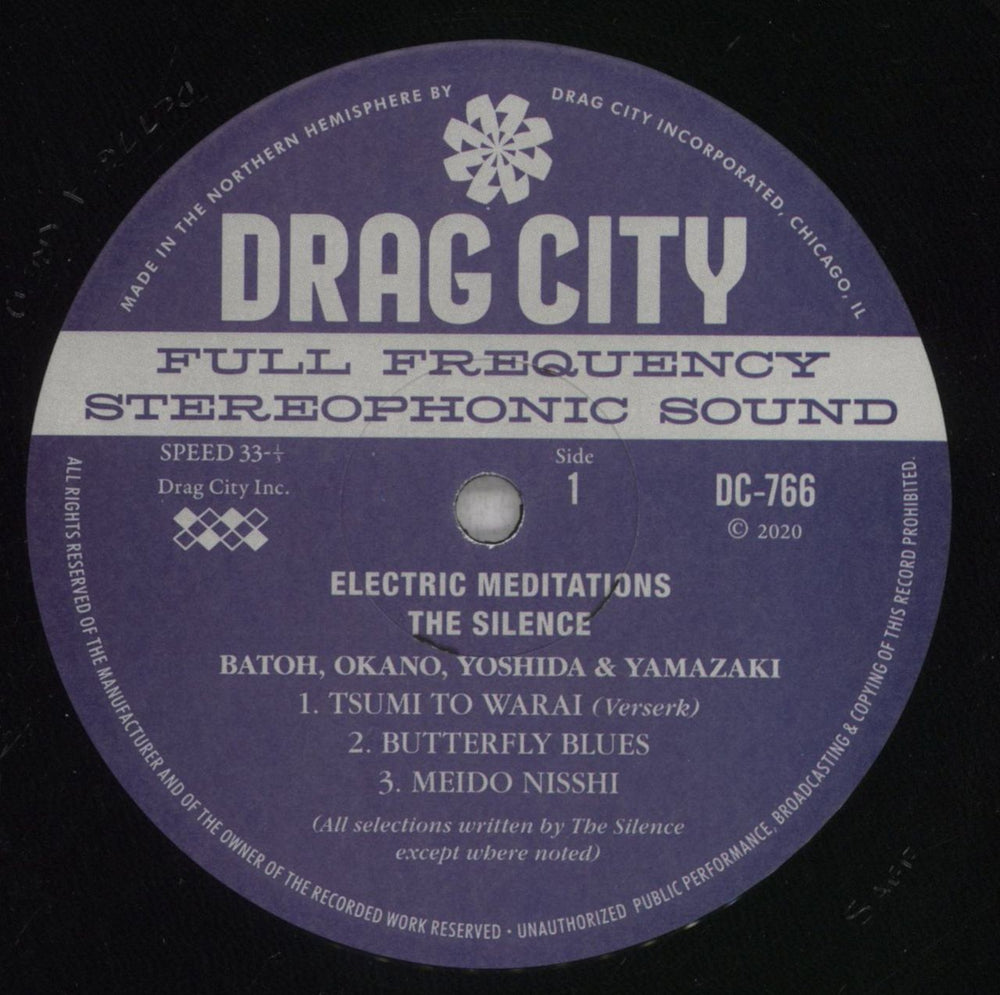 MADE IN THE NORTHERN HEMISPHERE BY DRAG CITY INCORPORATED, CHICAGO, IL
DRAG CITY
FULL FREQUENCY
STEREOPHONIC SOUND
SPEED 33-⅓
Drag City Inc.
Side
1
DC-766
© 2020
ELECTRIC MEDITATIONS
THE SILENCE
BATOH, OKANO, YOSHIDA & YAMAZAKI
1. TSUMI TO WARAI (Verserk)
2. BUTTERFLY BLUES
3. MEIDO NISSHI
(All selections written by The Silence
except where noted)
ALL RIGHTS RESERVED OF THE MANUFACTURER AND OF THE OWNER OF THE RECORDED WORK RESERVED · UNAUTHORIZED PUBLIC PERFORMANCE, BROADCASTING & COPYING OF THIS RECORD PROHIBITED.